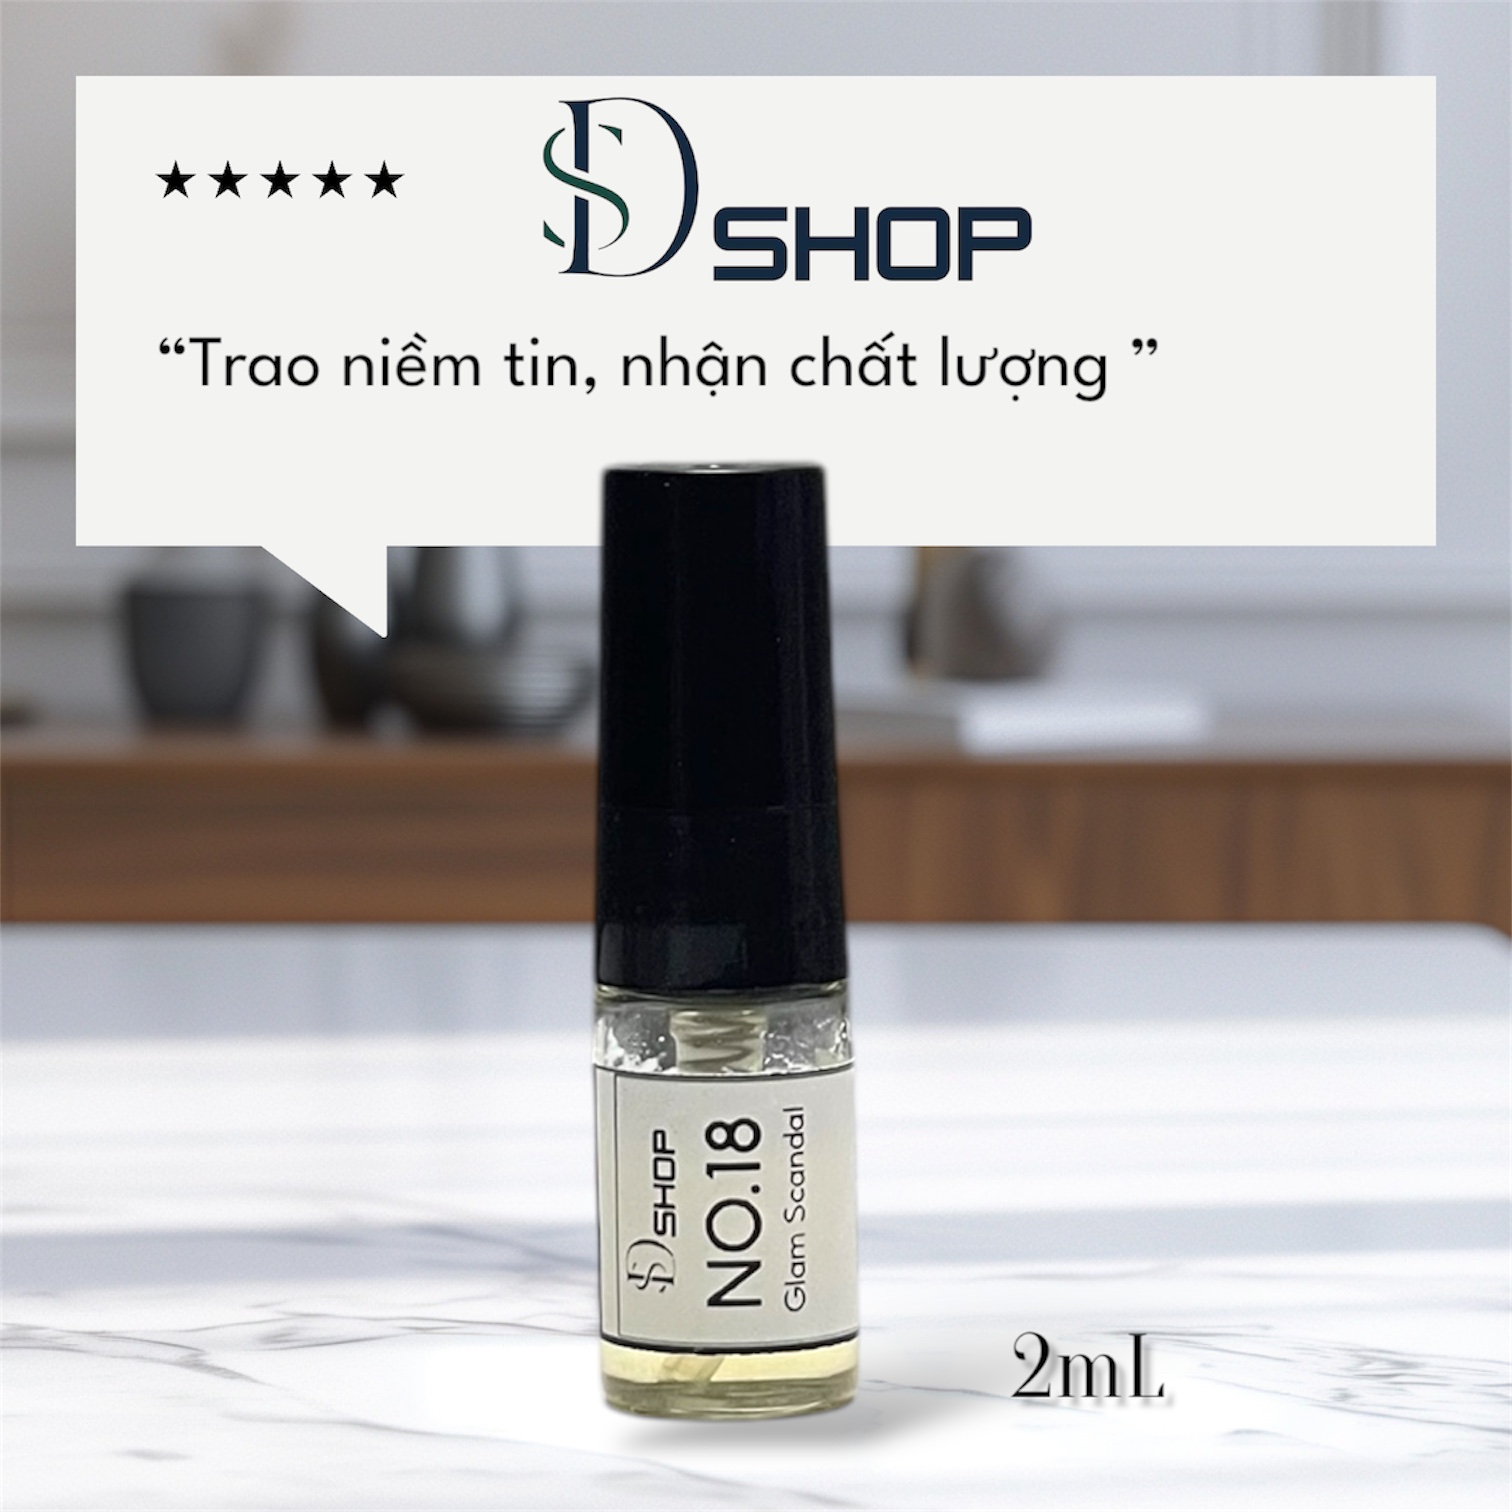 ★★★★★
SD SHOP
“Trao niềm tin, nhận chất lượng ”
SD SHOP
NO.18
Glam Scandal
2mL